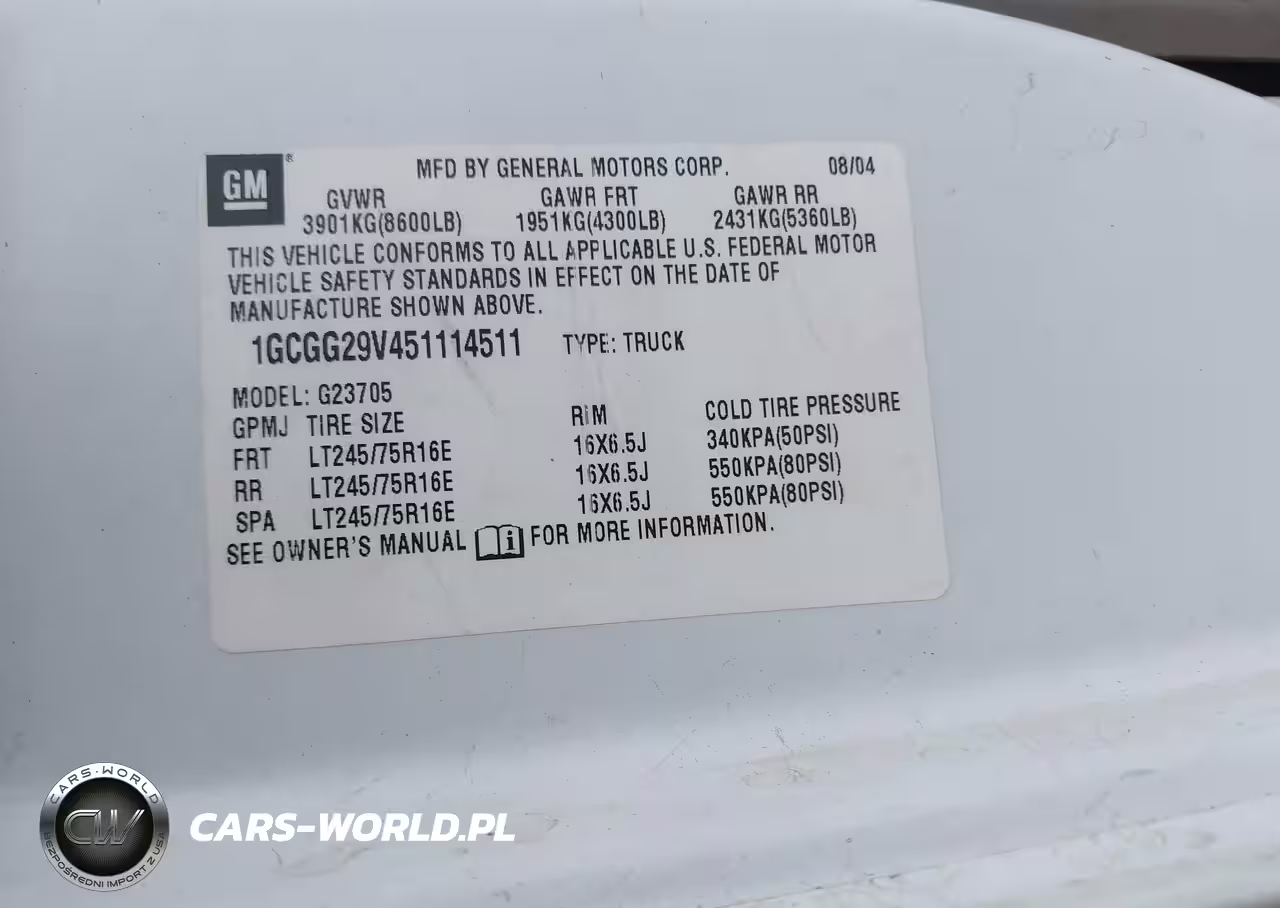 GM ® MFD BY GENERAL MOTORS CORP. 08/04
GVWR GAWR FRT GAWR RR
3901KG(8600LB) 1951KG(4300LB) 2431KG(5360LB)
THIS VEHICLE CONFORMS TO ALL APPLICABLE U.S. FEDERAL MOTOR
VEHICLE SAFETY STANDARDS IN EFFECT ON THE DATE OF
MANUFACTURE SHOWN ABOVE.
1GCGG29V451114511 TYPE: TRUCK
MODEL: G23705
GPMJ TIRE SIZE RIM COLD TIRE PRESSURE
FRT LT245/75R16E 16X6.5J 340KPA(50PSI)
RR LT245/75R16E 16X6.5J 550KPA(80PSI)
SPA LT245/75R16E 16X6.5J 550KPA(80PSI)
SEE OWNER'S MANUAL i FOR MORE INFORMATION.
CARS-WORLD
CW
BEZPOŚREDNI IMPORT Z USA
CARS-WORLD.PL